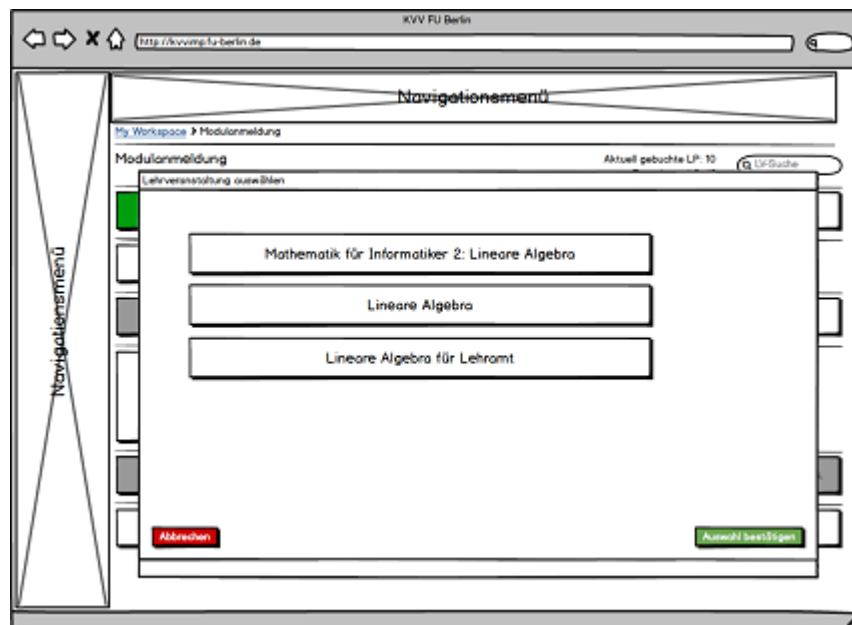 KVV FU Berlin
http://kvvimp.fu-berlin.de
Navigationsmenü
My Workspace Modulanmeldung
Modulanmeldung
Aktuell gebuchte LP: 10
LV-Suche
Lehrveranstaltung auswählen
Navigationsmenü
Mathematik für Informatiker 2: Lineare Algebra
Lineare Algebra
Lineare Algebra für Lehramt
Abbrechen
Auswahl bestätigen